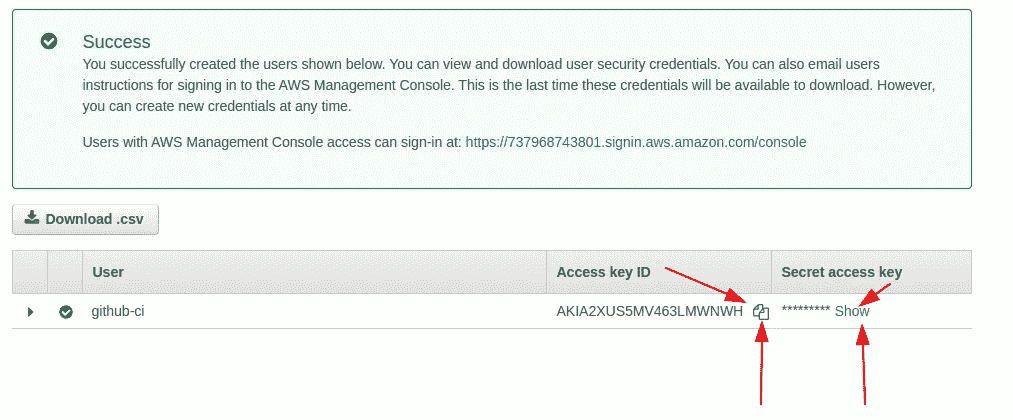 Success
You successfully created the users shown below. You can view and download user security credentials. You can also email users
instructions for signing in to the AWS Management Console. This is the last time these credentials will be available to download. However,
you can create new credentials at any time.
Users with AWS Management Console access can sign-in at: https://737968743801.signin.aws.amazon.com/console
Download .csv
User Access key ID Secret access key
github-ci AKIA2XUS5MV463LMWNWH ********* Show